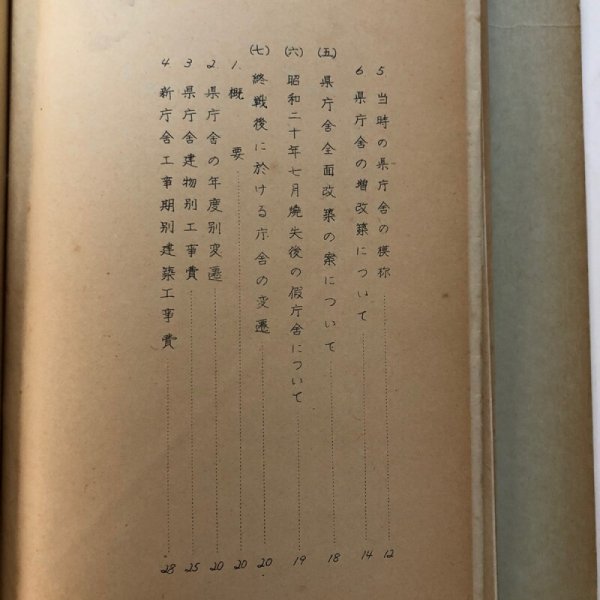 5 当時の県庁舎の模称 12
6 県庁舎の増改築について 14
(五) 県庁舎全面改築の案について 18
(六) 昭和二十年七月焼失後の假庁舎について 19
(七) 終戦後に於ける庁舎の変遷 20
1. 概要 20
2. 県庁舎の年度別変遷 20
3 県庁舎建物別工事費 25
4 新庁舎工事期別建築工事費 28